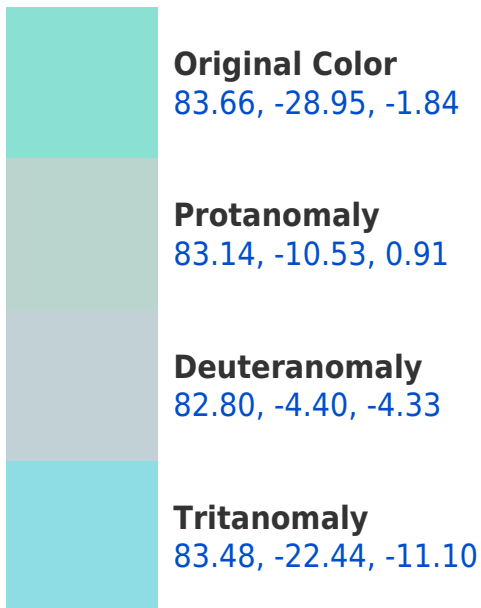 Original Color
83.66, -28.95, -1.84
Protanomaly
83.14, -10.53, 0.91
Deuteranomaly
82.80, -4.40, -4.33
Tritanomaly
83.48, -22.44, -11.10